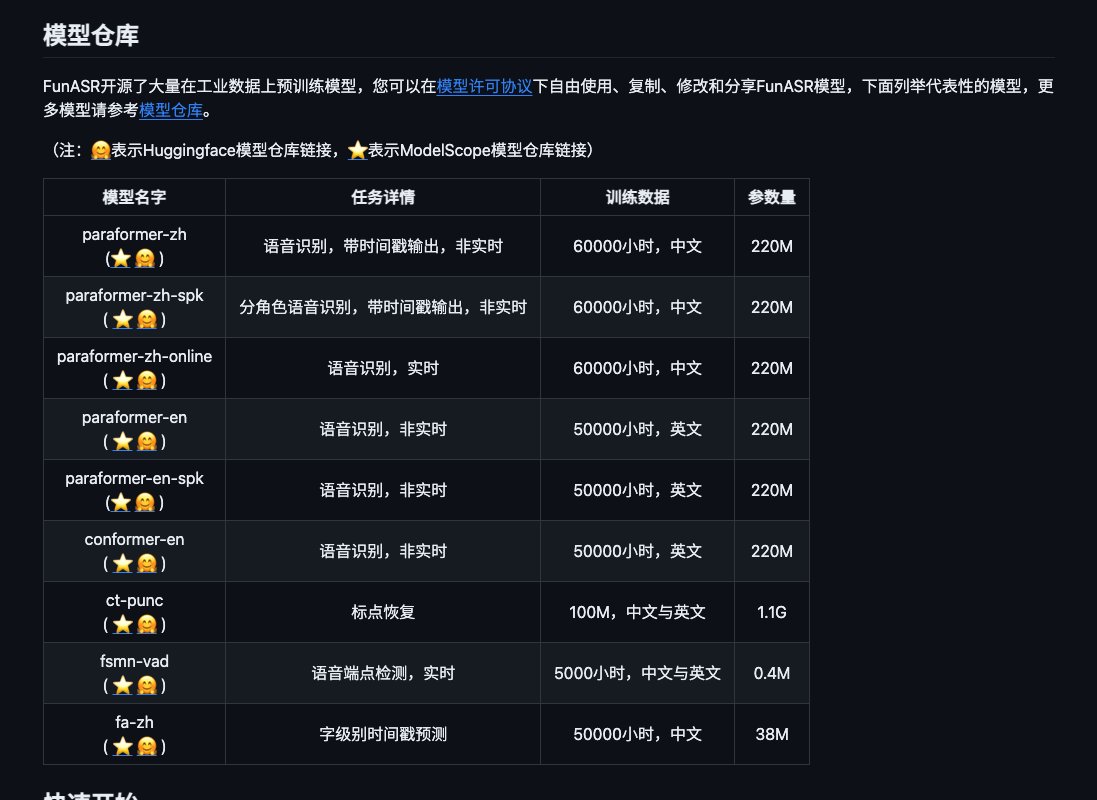 模型仓库
FunASR开源了大量在工业数据上预训练模型，您可以在模型许可协议下自由使用、复制、修改和分享FunASR模型，下面列举代表性的模型，更
多模型请参考模型仓库。
（注：🤗表示Huggingface模型仓库链接，⭐表示ModelScope模型仓库链接）
模型名字 任务详情 训练数据 参数量
paraformer-zh
(⭐ 🤗 )
语音识别，带时间戳输出，非实时 60000小时，中文 220M
paraformer-zh-spk
( ⭐ 🤗 )
分角色语音识别，带时间戳输出，非实时 60000小时，中文 220M
paraformer-zh-online
( ⭐ 🤗 )
语音识别，实时 60000小时，中文 220M
paraformer-en
( ⭐ 🤗 )
语音识别，非实时 50000小时，英文 220M
paraformer-en-spk
(⭐ 🤗 )
语音识别，非实时 50000小时，英文 220M
conformer-en
( ⭐ 🤗 )
语音识别，非实时 50000小时，英文 220M
ct-punc
( ⭐ 🤗 )
标点恢复 100M，中文与英文 1.1G
fsmn-vad
( ⭐ 🤗 )
语音端点检测，实时 5000小时，中文与英文 0.4M
fa-zh
( ⭐ 🤗 )
字级别时间戳预测 50000小时，中文 38M
快速开始